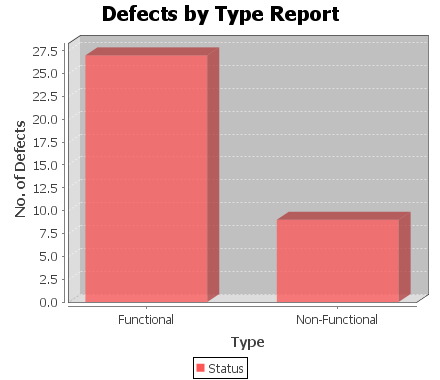 Defects by Type Report
27.5
25.0
22.5
20.0
17.5
15.0
12.5
10.0
7.5
5.0
2.5
0.0
No. of Defects
Functional
Non-Functional
Type
Status